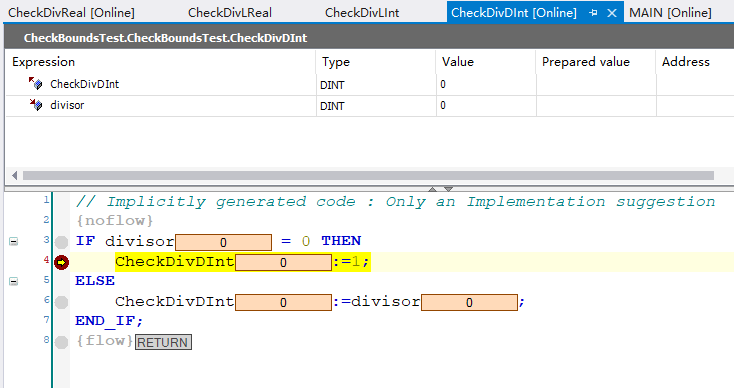 CheckDivReal [Online] CheckDivLReal CheckDivLInt CheckDivDInt [Online] MAIN [Online]
CheckBoundsTest.CheckBoundsTest.CheckDivDInt
Expression Type Value Prepared value Address
CheckDivDInt DINT 0
divisor DINT 0
1 // Implicitly generated code : Only an Implementation suggestion
2 {noflow}
3 IF divisor 0 = 0 THEN
4 CheckDivDInt 0 :=1;
5 ELSE
6 CheckDivDInt 0 :=divisor 0 ;
7 END_IF;
8 {flow} RETURN